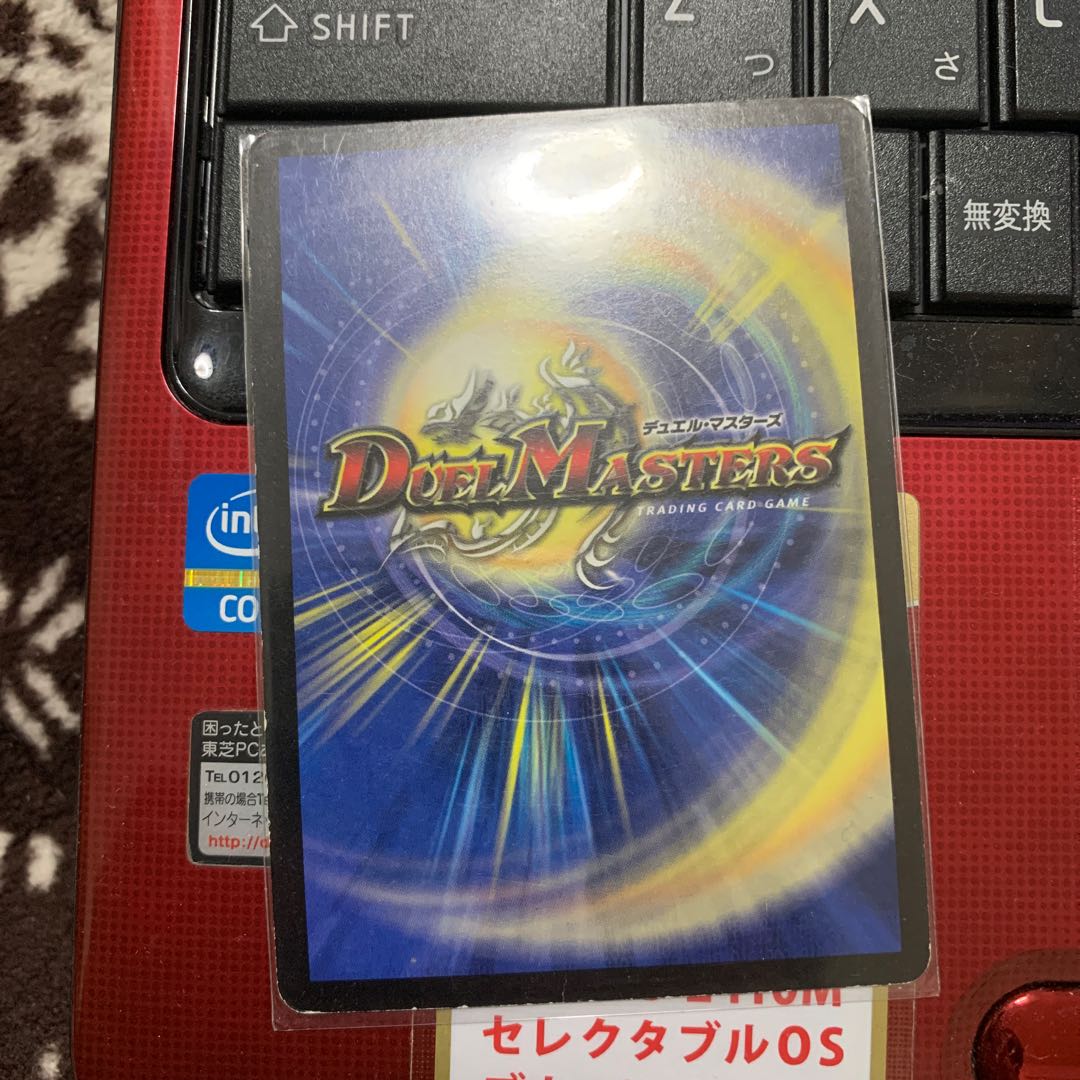 SHIFT
Z
つ
X
さ
無変換
デュエル・マスターズ
DUEL MASTERS
TRADING CARD GAME
困ったと
東芝PC
TEL012
携帯の場合
インターネ
http://
セレクタブルOS